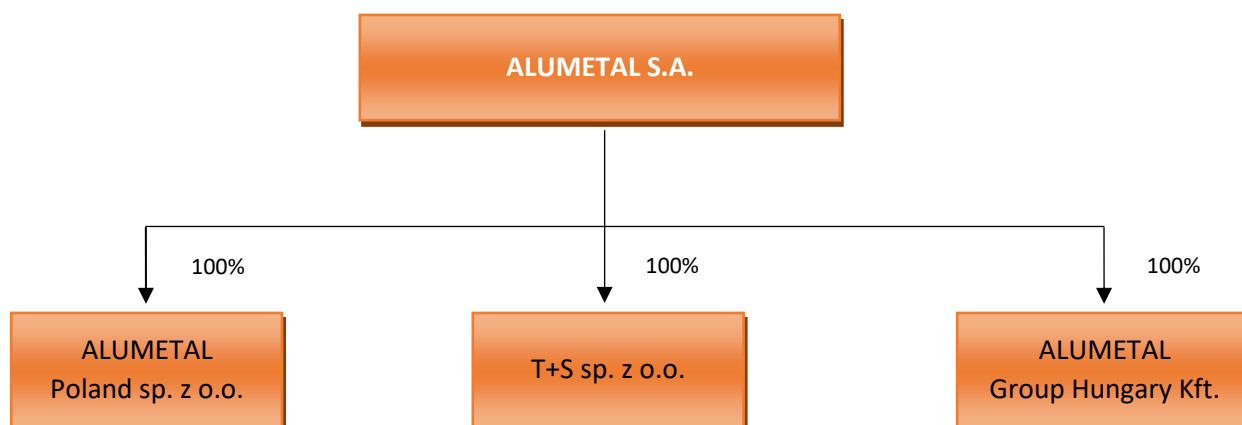 ALUMETAL S.A.
100%
100%
100%
ALUMETAL
Poland sp. z o.o.
T+S sp. z o.o.
ALUMETAL
Group Hungary Kft.